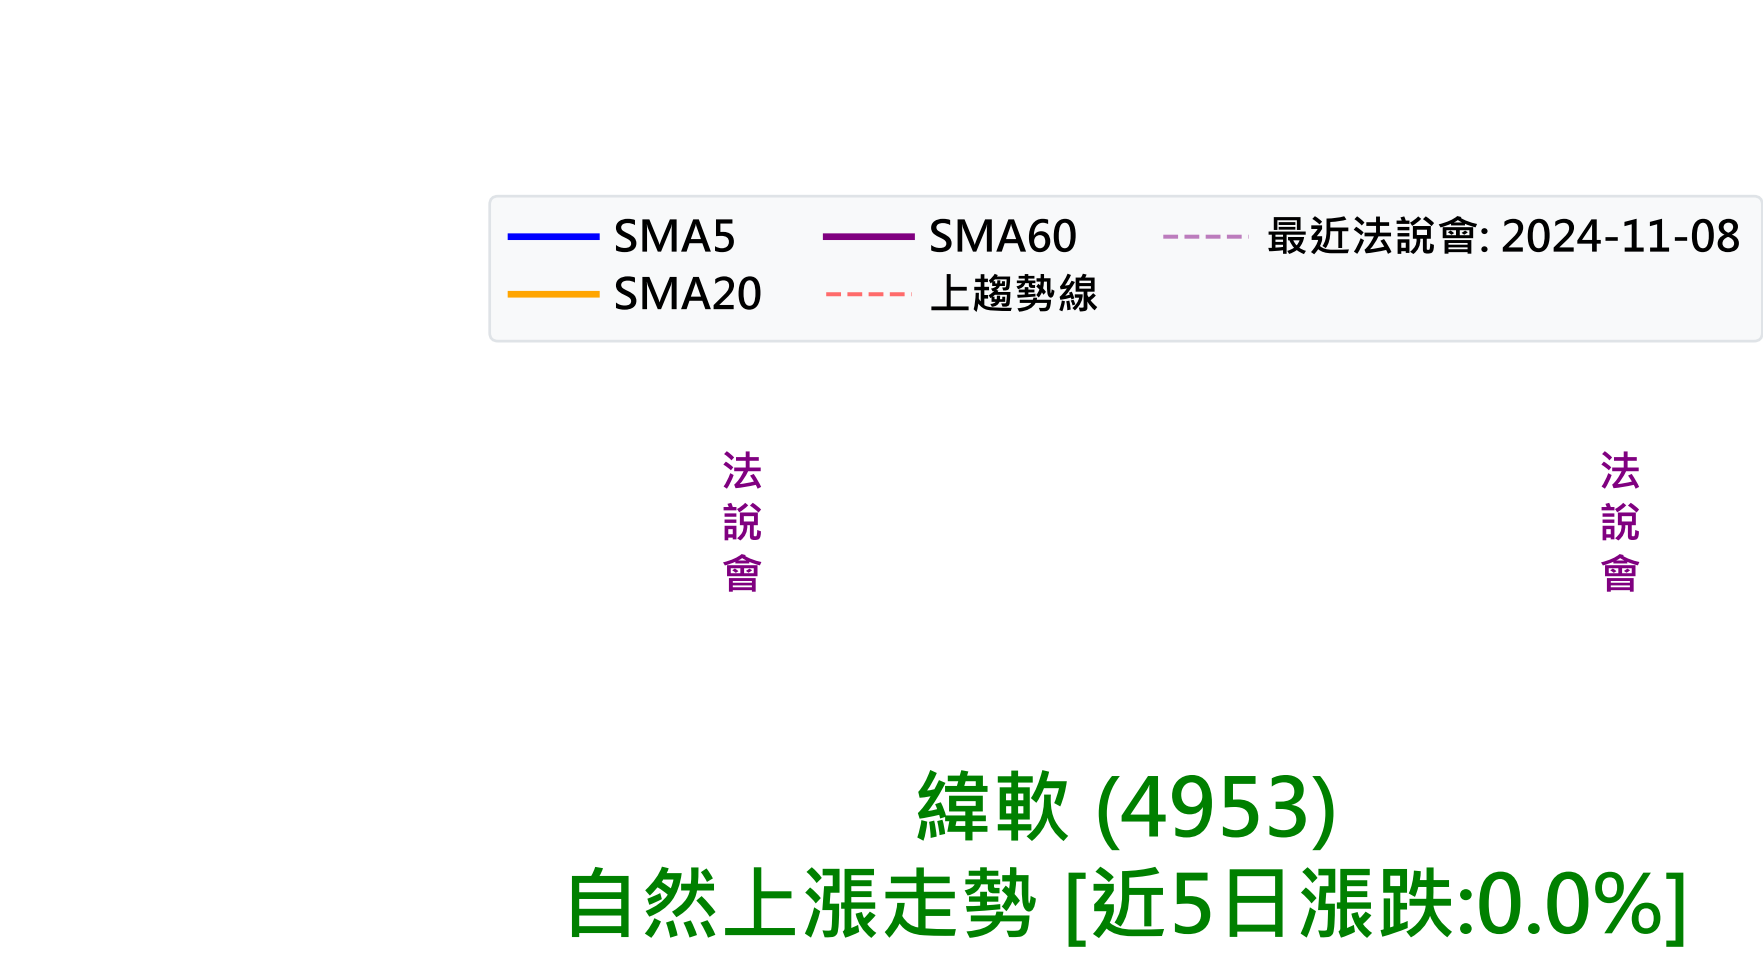 SMA5
SMA20
SMA60
上趨勢線
最近法說會: 2024-11-08
法說會
法說會
緯軟 (4953)
自然上漲走勢 [近5日漲跌:0.0%]